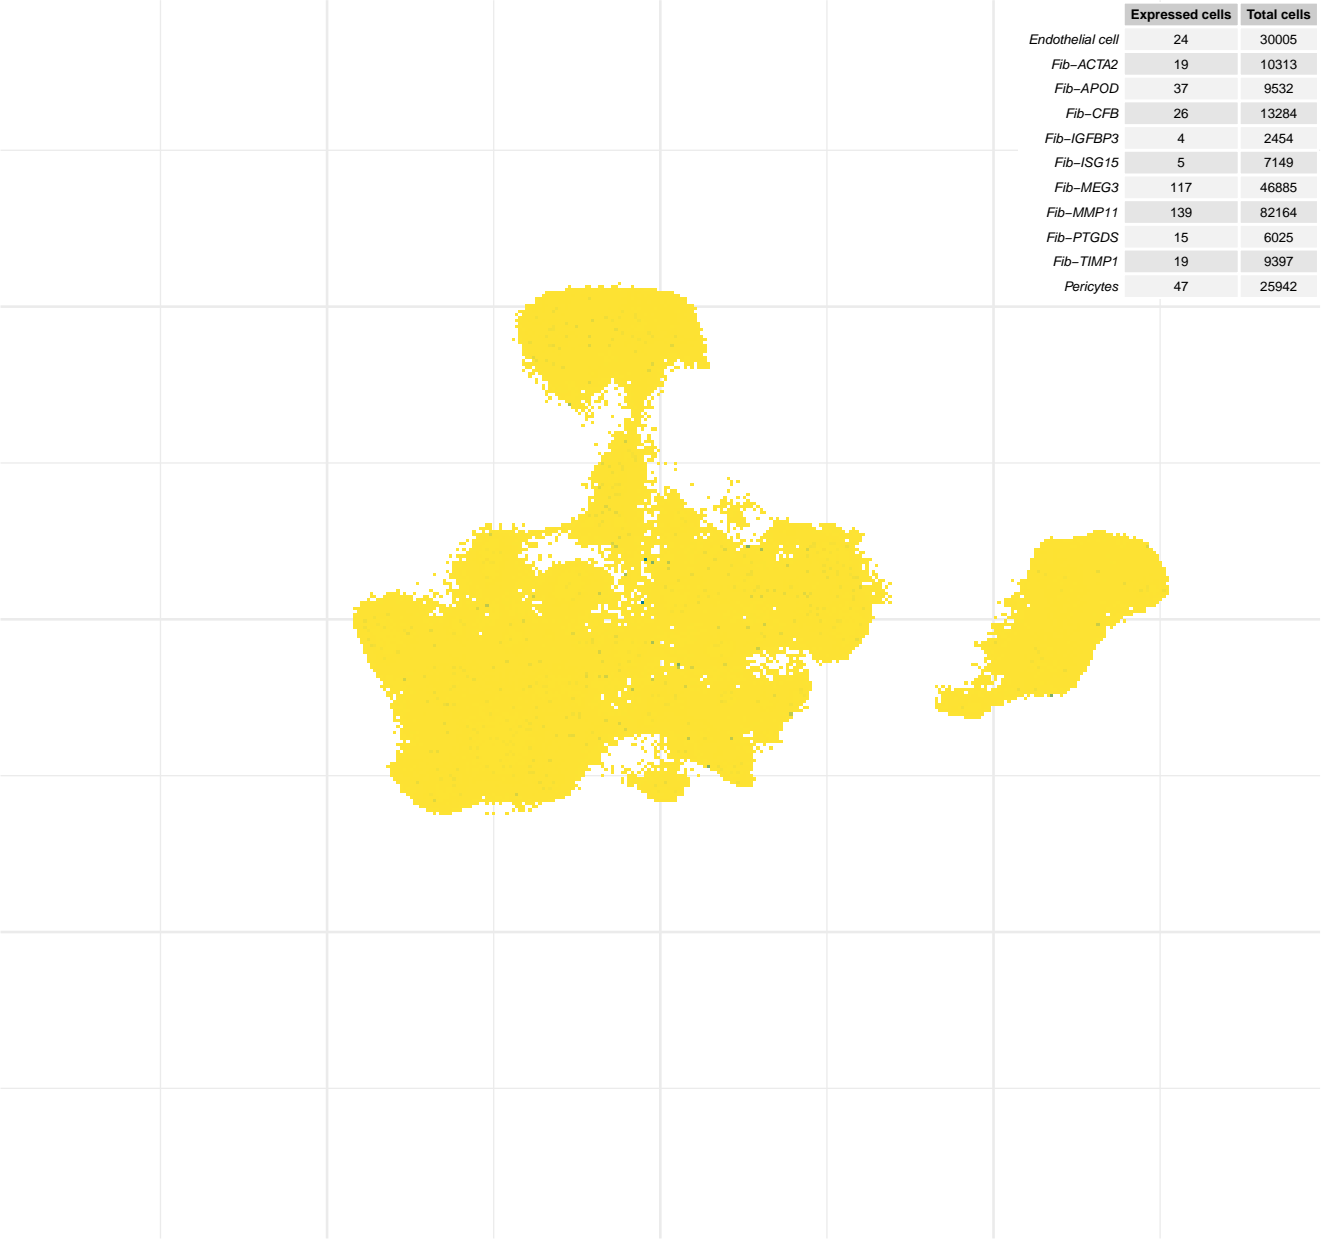 Expressed cells Total cells
Endothelial cell 24 30005
Fib−ACTA2 19 10313
Fib−APOD 37 9532
Fib−CFB 26 13284
Fib−IGFBP3 4 2454
Fib−ISG15 5 7149
Fib−MEG3 117 46885
Fib−MMP11 139 82164
Fib−PTGDS 15 6025
Fib−TIMP1 19 9397
Pericytes 47 25942